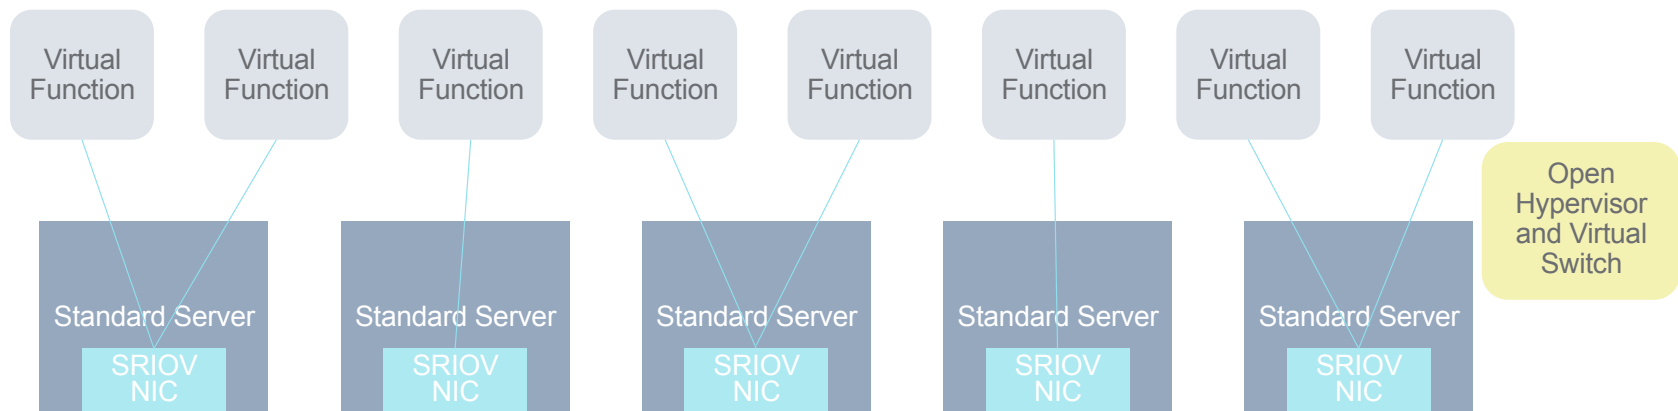 Virtual
Function
Virtual
Function
Virtual
Function
Virtual
Function
Virtual
Function
Virtual
Function
Virtual
Function
Virtual
Function
Open
Hypervisor
and Virtual
Switch
Standard Server
SRIOV
NIC
Standard Server
SRIOV
NIC
Standard Server
SRIOV
NIC
Standard Server
SRIOV
NIC
Standard Server
SRIOV
NIC